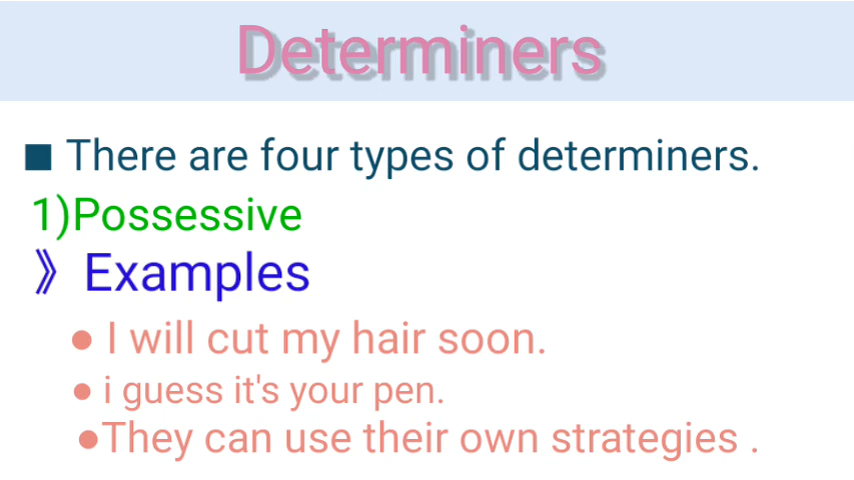 Determiners
■ There are four types of determiners.
1)Possessive
》 Examples
● I will cut my hair soon.
● i guess it's your pen.
●They can use their own strategies .